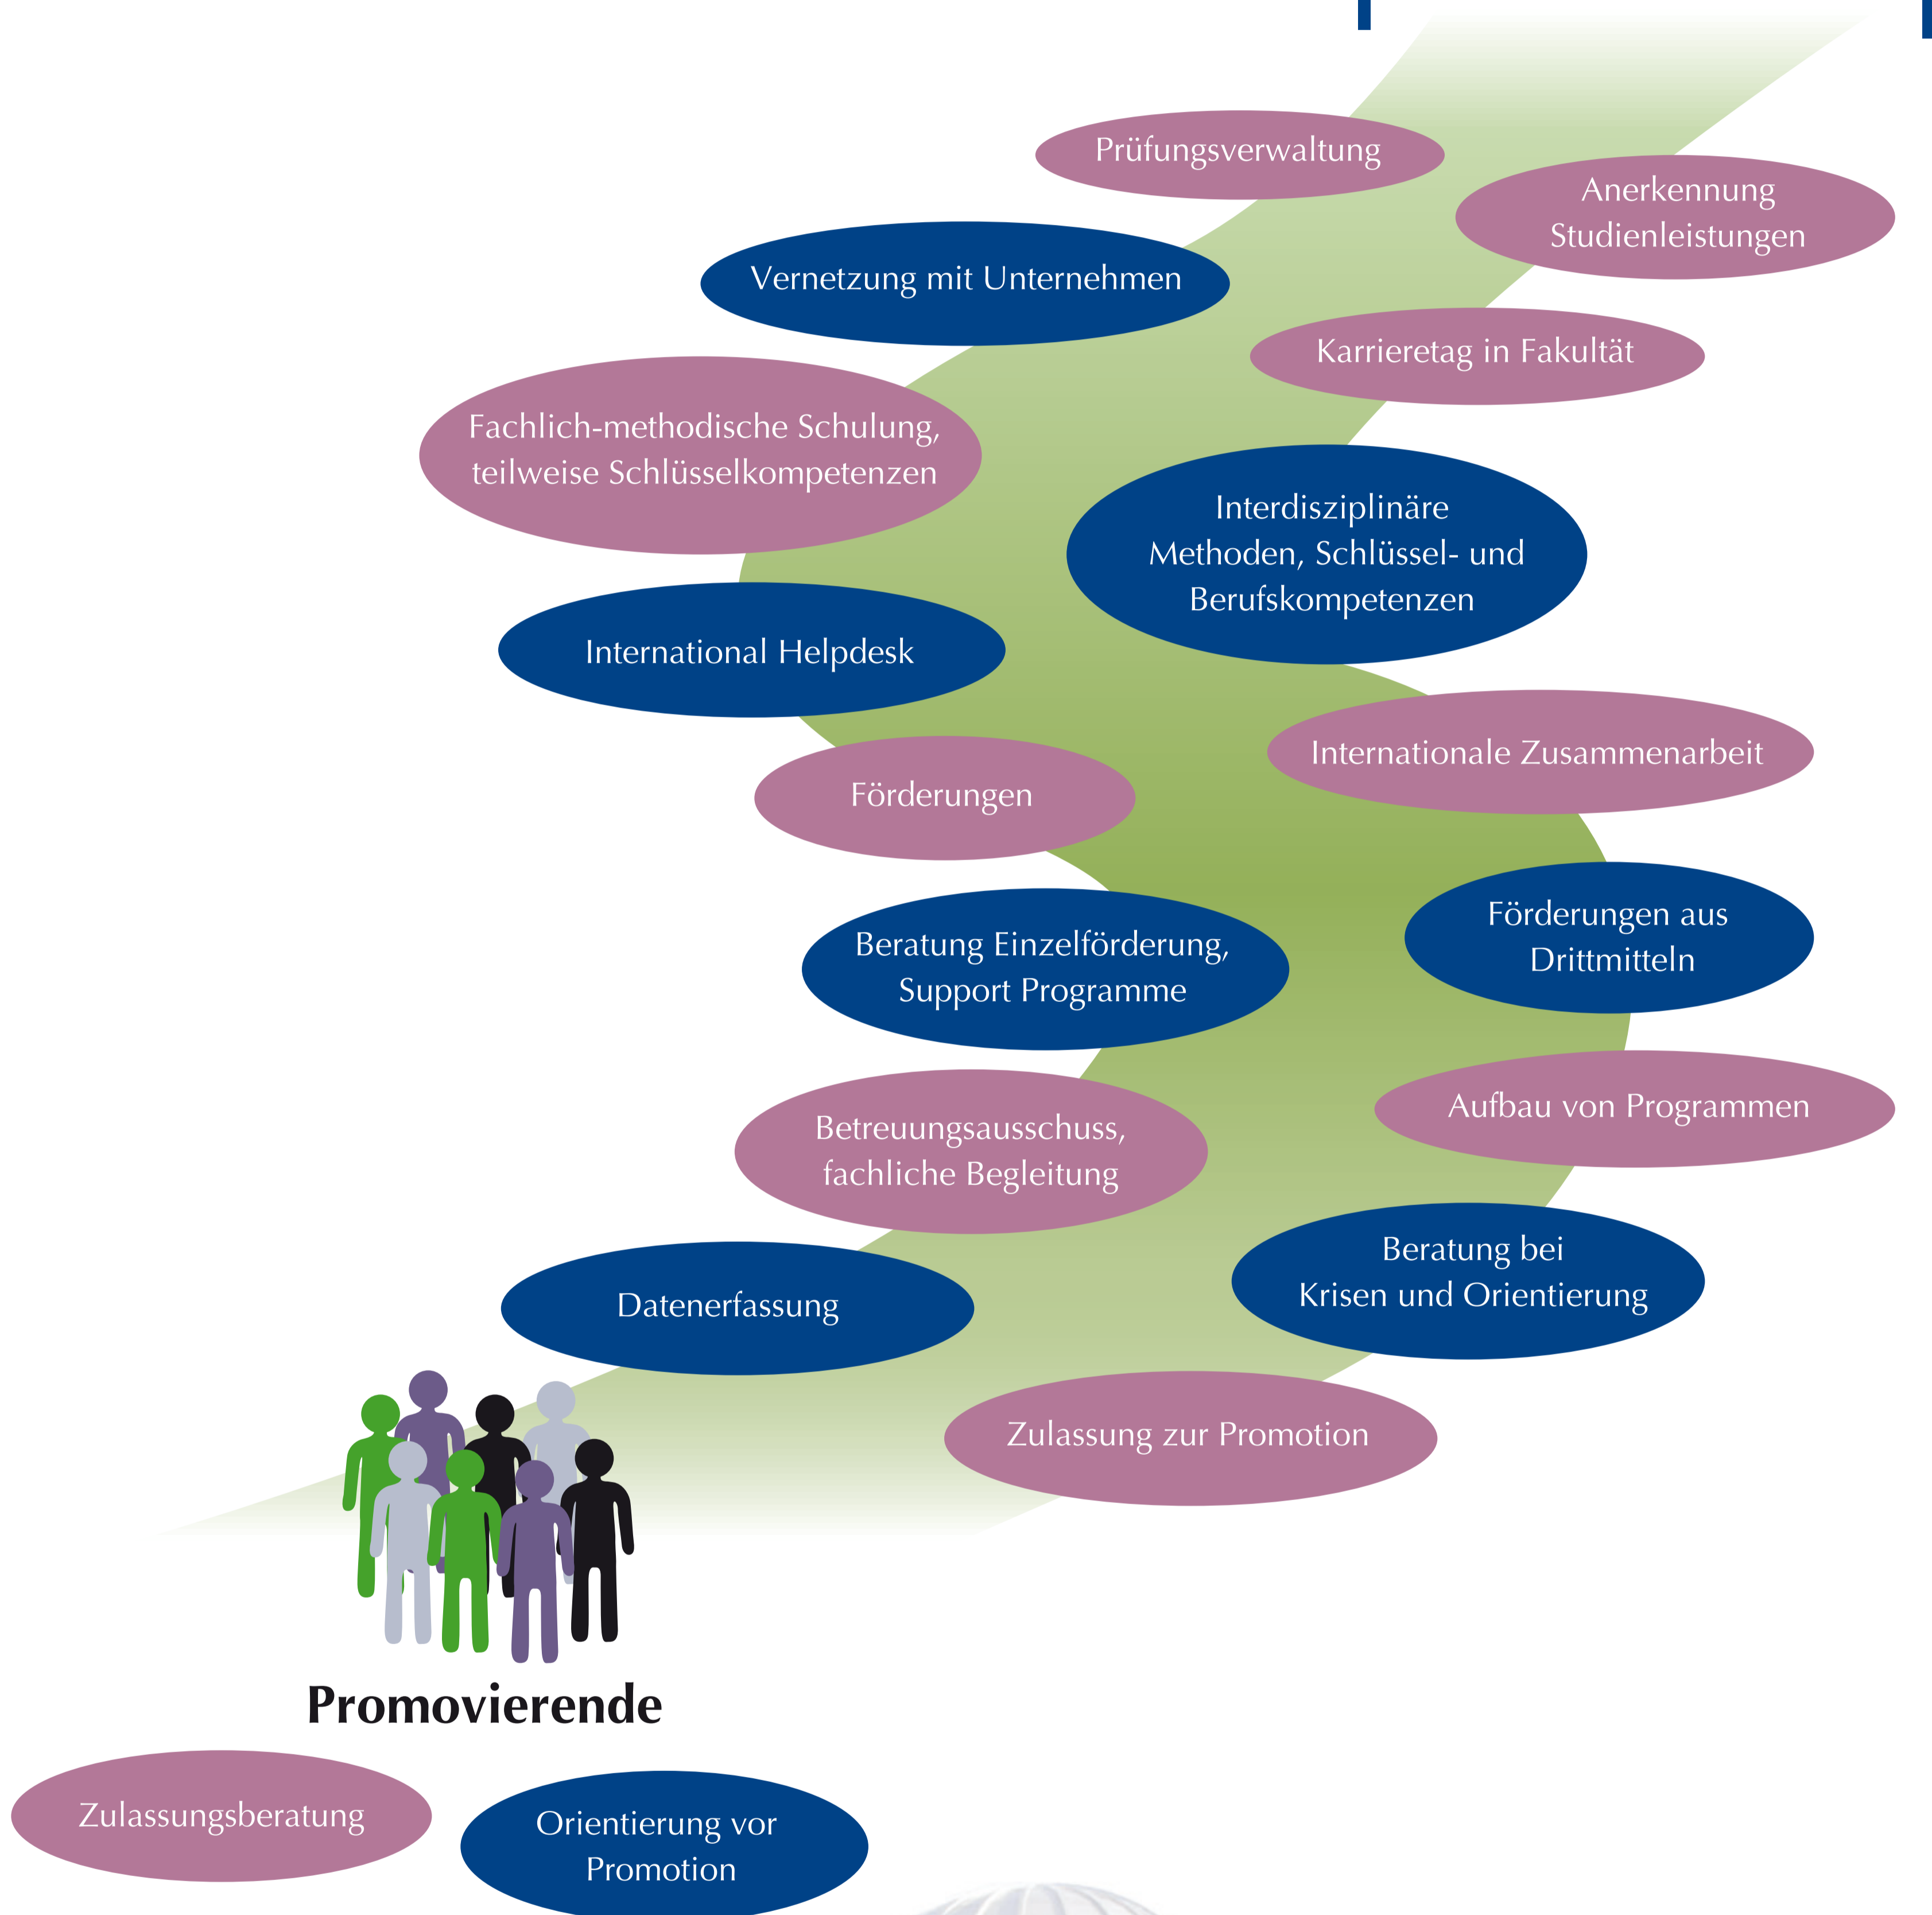 Prüfungsverwaltung
Anerkennung
Studienleistungen
Vernetzung mit Unternehmen
Karrieretag in Fakultät
Fachlich-methodische Schulung,
teilweise Schlüsselkompetenzen
Interdisziplinäre
Methoden, Schlüssel- und
Berufskompetenzen
International Helpdesk
Internationale Zusammenarbeit
Förderungen
Förderungen aus
Drittmitteln
Beratung Einzelförderung,
Support Programme
Aufbau von Programmen
Betreuungsausschuss,
fachliche Begleitung
Beratung bei
Krisen und Orientierung
Datenerfassung
Zulassung zur Promotion
Promovierende
Zulassungsberatung
Orientierung vor
Promotion